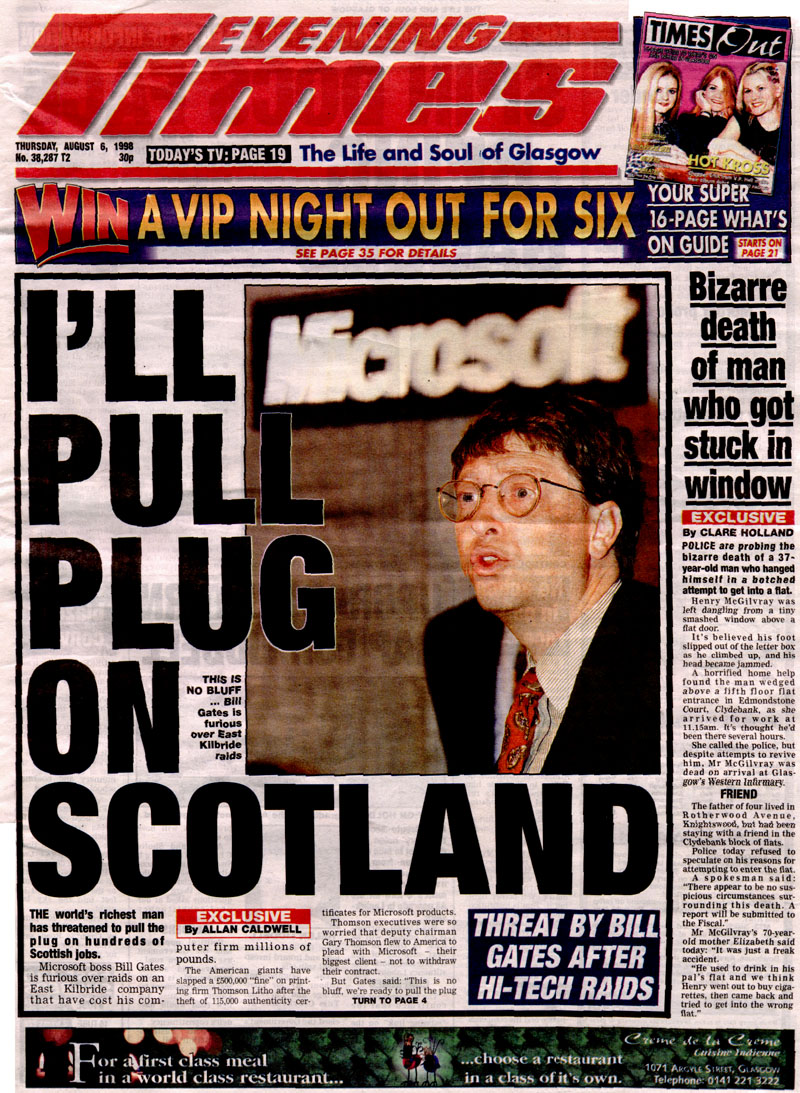 EVENING
Times
THURSDAY, AUGUST 6, 1998
No. 38,287 T2 30p
TODAY'S TV: PAGE 19
The Life and Soul of Glasgow
TIMES Out
HOT KROSS
WIN A VIP NIGHT OUT FOR SIX
SEE PAGE 35 FOR DETAILS
YOUR SUPER
16-PAGE WHAT'S
ON GUIDE
STARTS ON
PAGE 21
I'LL
PULL
PLUG
ON
SCOTLAND
Microsoft
THIS IS
NO BLUFF
... Bill
Gates is
furious
over East
Kilbride
raids
THE world's richest man
has threatened to pull the
plug on hundreds of
Scottish jobs.
Microsoft boss Bill Gates
is furious over raids on an
East Kilbride company
that have cost his com-
EXCLUSIVE
By ALLAN CALDWELL
puter firm millions of
pounds.
The American giants have
slapped a £500,000 "fine" on print-
ing firm Thomson Litho after the
theft of 115,000 authenticity cer-
tificates for Microsoft products.
Thomson executives were so
worried that deputy chairman
Gary Thomson flew to America to
plead with Microsoft – their
biggest client – not to withdraw
their contract.
But Gates said: "This is no
bluff, we're ready to pull the plug
TURN TO PAGE 4
THREAT BY BILL
GATES AFTER
HI-TECH RAIDS
Bizarre
death
of man
who got
stuck in
window
EXCLUSIVE
By CLARE HOLLAND
POLICE are probing the
bizarre death of a 37-
year-old man who hanged
himself in a botched
attempt to get into a flat.
Henry McGilvray was
left dangling from a tiny
smashed window above a
flat door.
It's believed his foot
slipped out of the letter box
as he climbed up, and his
head became jammed.
A horrified home help
found the man wedged
above a fifth floor flat
entrance in Edmondstone
Court, Clydebank, as she
arrived for work at
11.15am. It's thought he'd
been there several hours.
She called the police, but
despite attempts to revive
him, Mr McGilvray was
dead on arrival at Glas-
gow's Western Infirmary.
FRIEND
The father of four lived in
Rotherwood Avenue,
Knightswood, but had been
staying with a friend in the
Clydebank block of flats.
Police today refused to
speculate on his reasons for
attempting to enter the flat.
A spokesman said:
"There appear to be no sus-
picious circumstances sur-
rounding this death. A
report will be submitted to
the Fiscal."
Mr McGilvray's 70-year-
old mother Elizabeth said
today: "It was just a freak
accident.
"He used to drink in his
pal's flat and we think
Henry went out to buy ciga-
rettes, then came back and
tried to get into the wrong
flat."
For a first class meal
in a world class restaurant...
...choose a restaurant
in a class of it's own.
Creme de la Creme
Cuisine Indienne
1071 ARGYLE STREET, GLASGOW
Telephone: 0141 221 3222